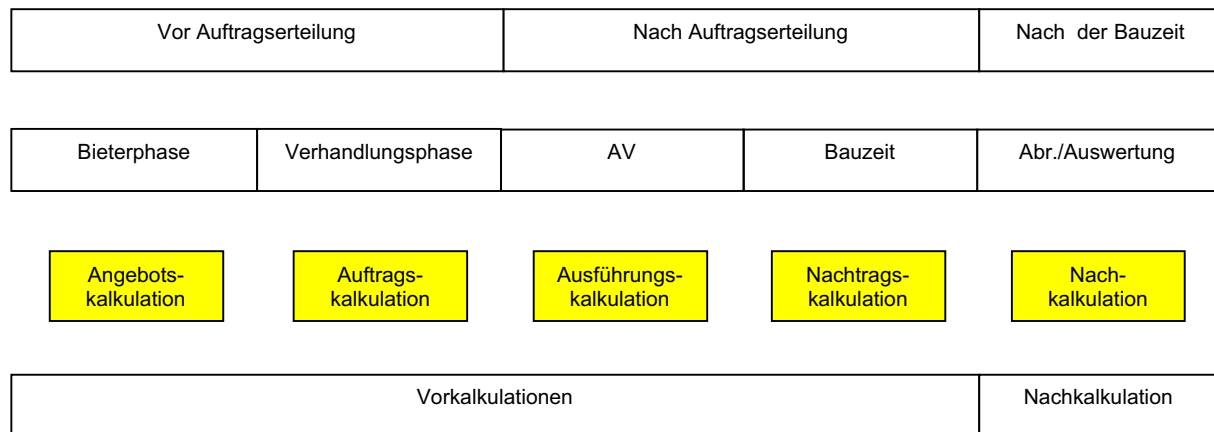 Vor Auftragserteilung
Nach Auftragserteilung
Nach der Bauzeit
Bieterphase
Verhandlungsphase
AV
Bauzeit
Abr./Auswertung
Angebots-
kalkulation
Auftrags-
kalkulation
Ausführungs-
kalkulation
Nachtrags-
kalkulation
Nach-
kalkulation
Vorkalkulationen
Nachkalkulation